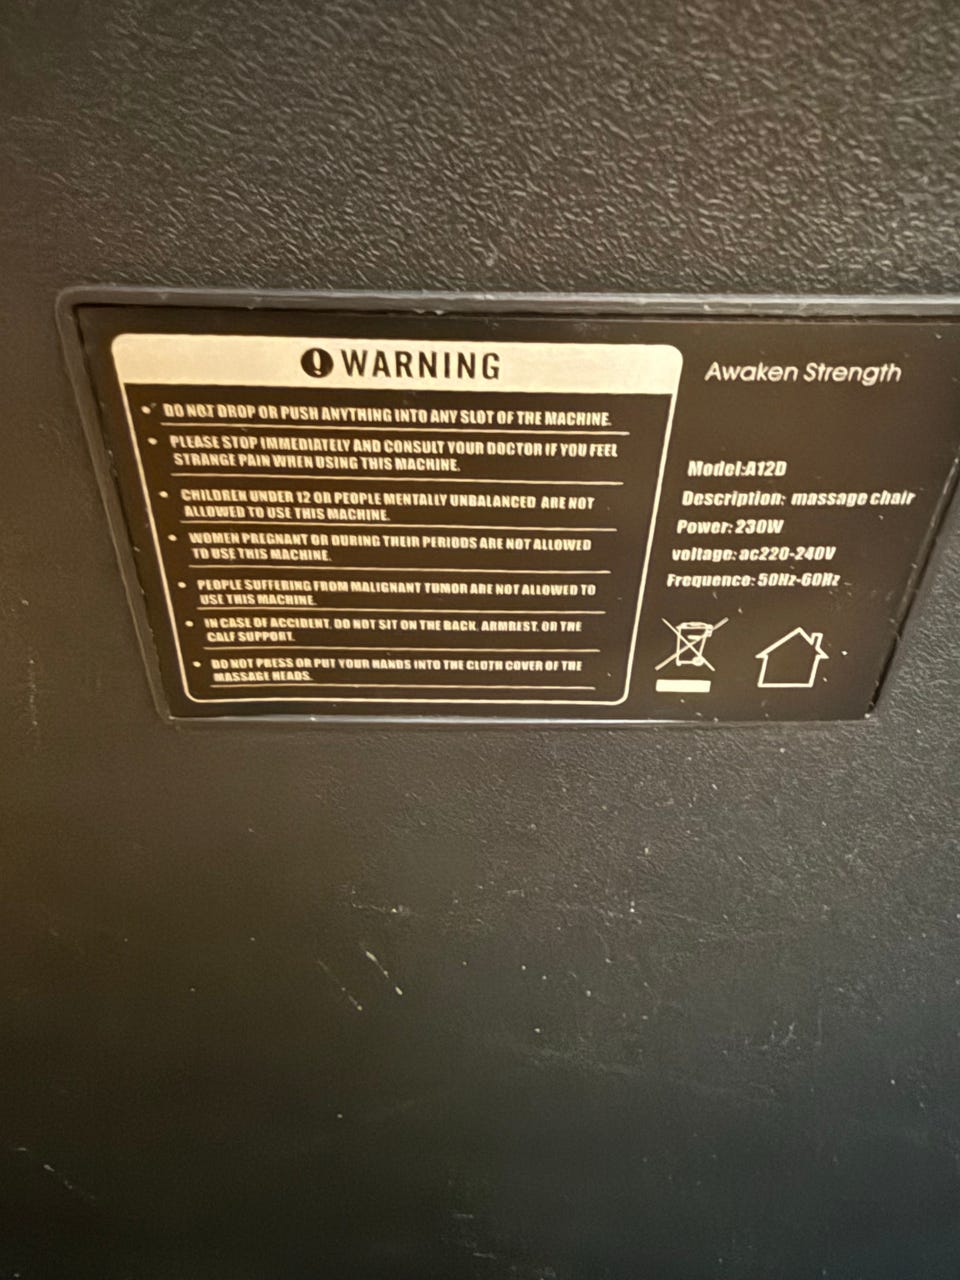 WARNING
• DO NOT DROP OR PUSH ANYTHING INTO ANY SLOT OF THE MACHINE.
• PLEASE STOP IMMEDIATELY AND CONSULT YOUR DOCTOR IF YOU FEEL
STRANGE PAIN WHEN USING THIS MACHINE.
• CHILDREN UNDER 12 OR PEOPLE MENTALLY UNBALANCED ARE NOT
ALLOWED TO USE THIS MACHINE.
• WOMEN PREGNANT OR DURING THEIR PERIODS ARE NOT ALLOWED
TO USE THIS MACHINE.
• PEOPLE SUFFERING FROM MALIGNANT TUMOR ARE NOT ALLOWED TO
USE THIS MACHINE.
• IN CASE OF ACCIDENT, DO NOT SIT ON THE BACK, ARMREST, OR THE
CALF SUPPORT.
• DO NOT PRESS OR PUT YOUR HANDS INTO THE CLOTH COVER OF THE
MASSAGE HEADS.
Awaken Strength
Model:A12D
Description: massage chair
Power: 230W
voltage: ac220-240V
Frequence: 50Hz-60Hz